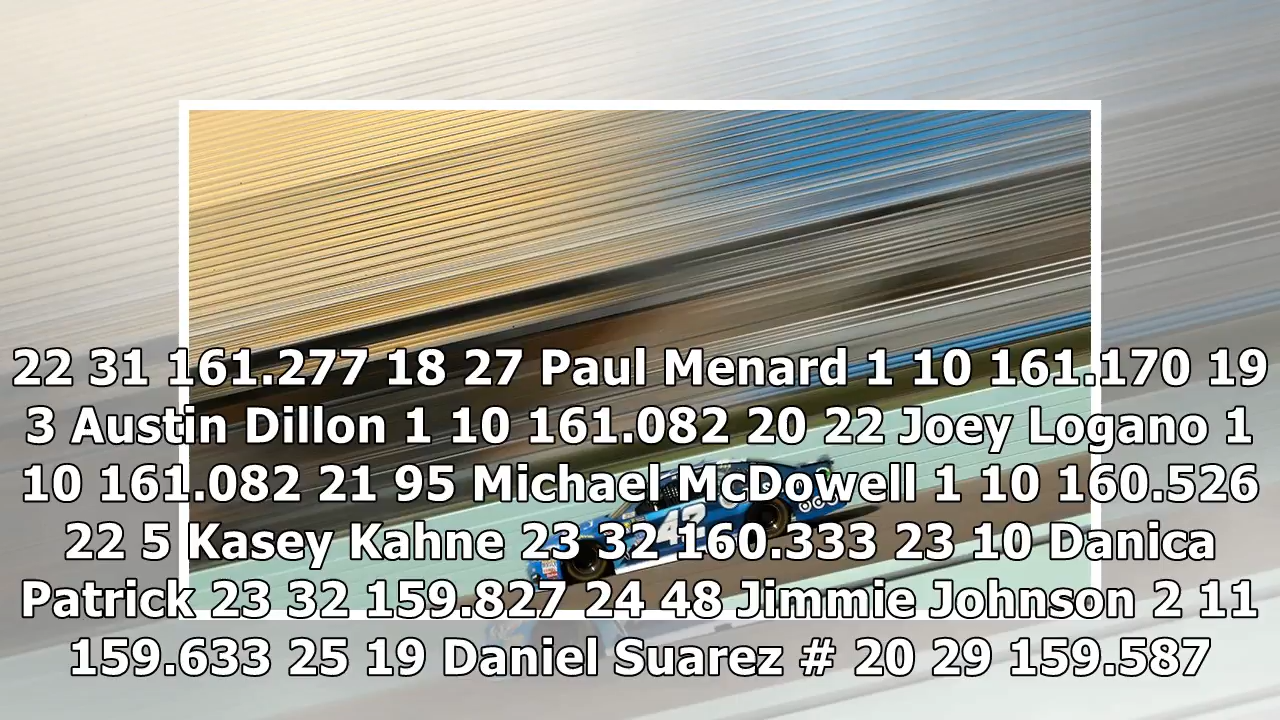 22 31 161.277 18 27 Paul Menard 1 10 161.170 19
3 Austin Dillon 1 10 161.082 20 22 Joey Logano 1
10 161.082 21 95 Michael McDowell 1 10 160.526
22 5 Kasey Kahne 23 32 160.333 23 10 Danica
Patrick 23 32 159.827 24 48 Jimmie Johnson 2 11
159.633 25 19 Daniel Suarez # 20 29 159.587
42